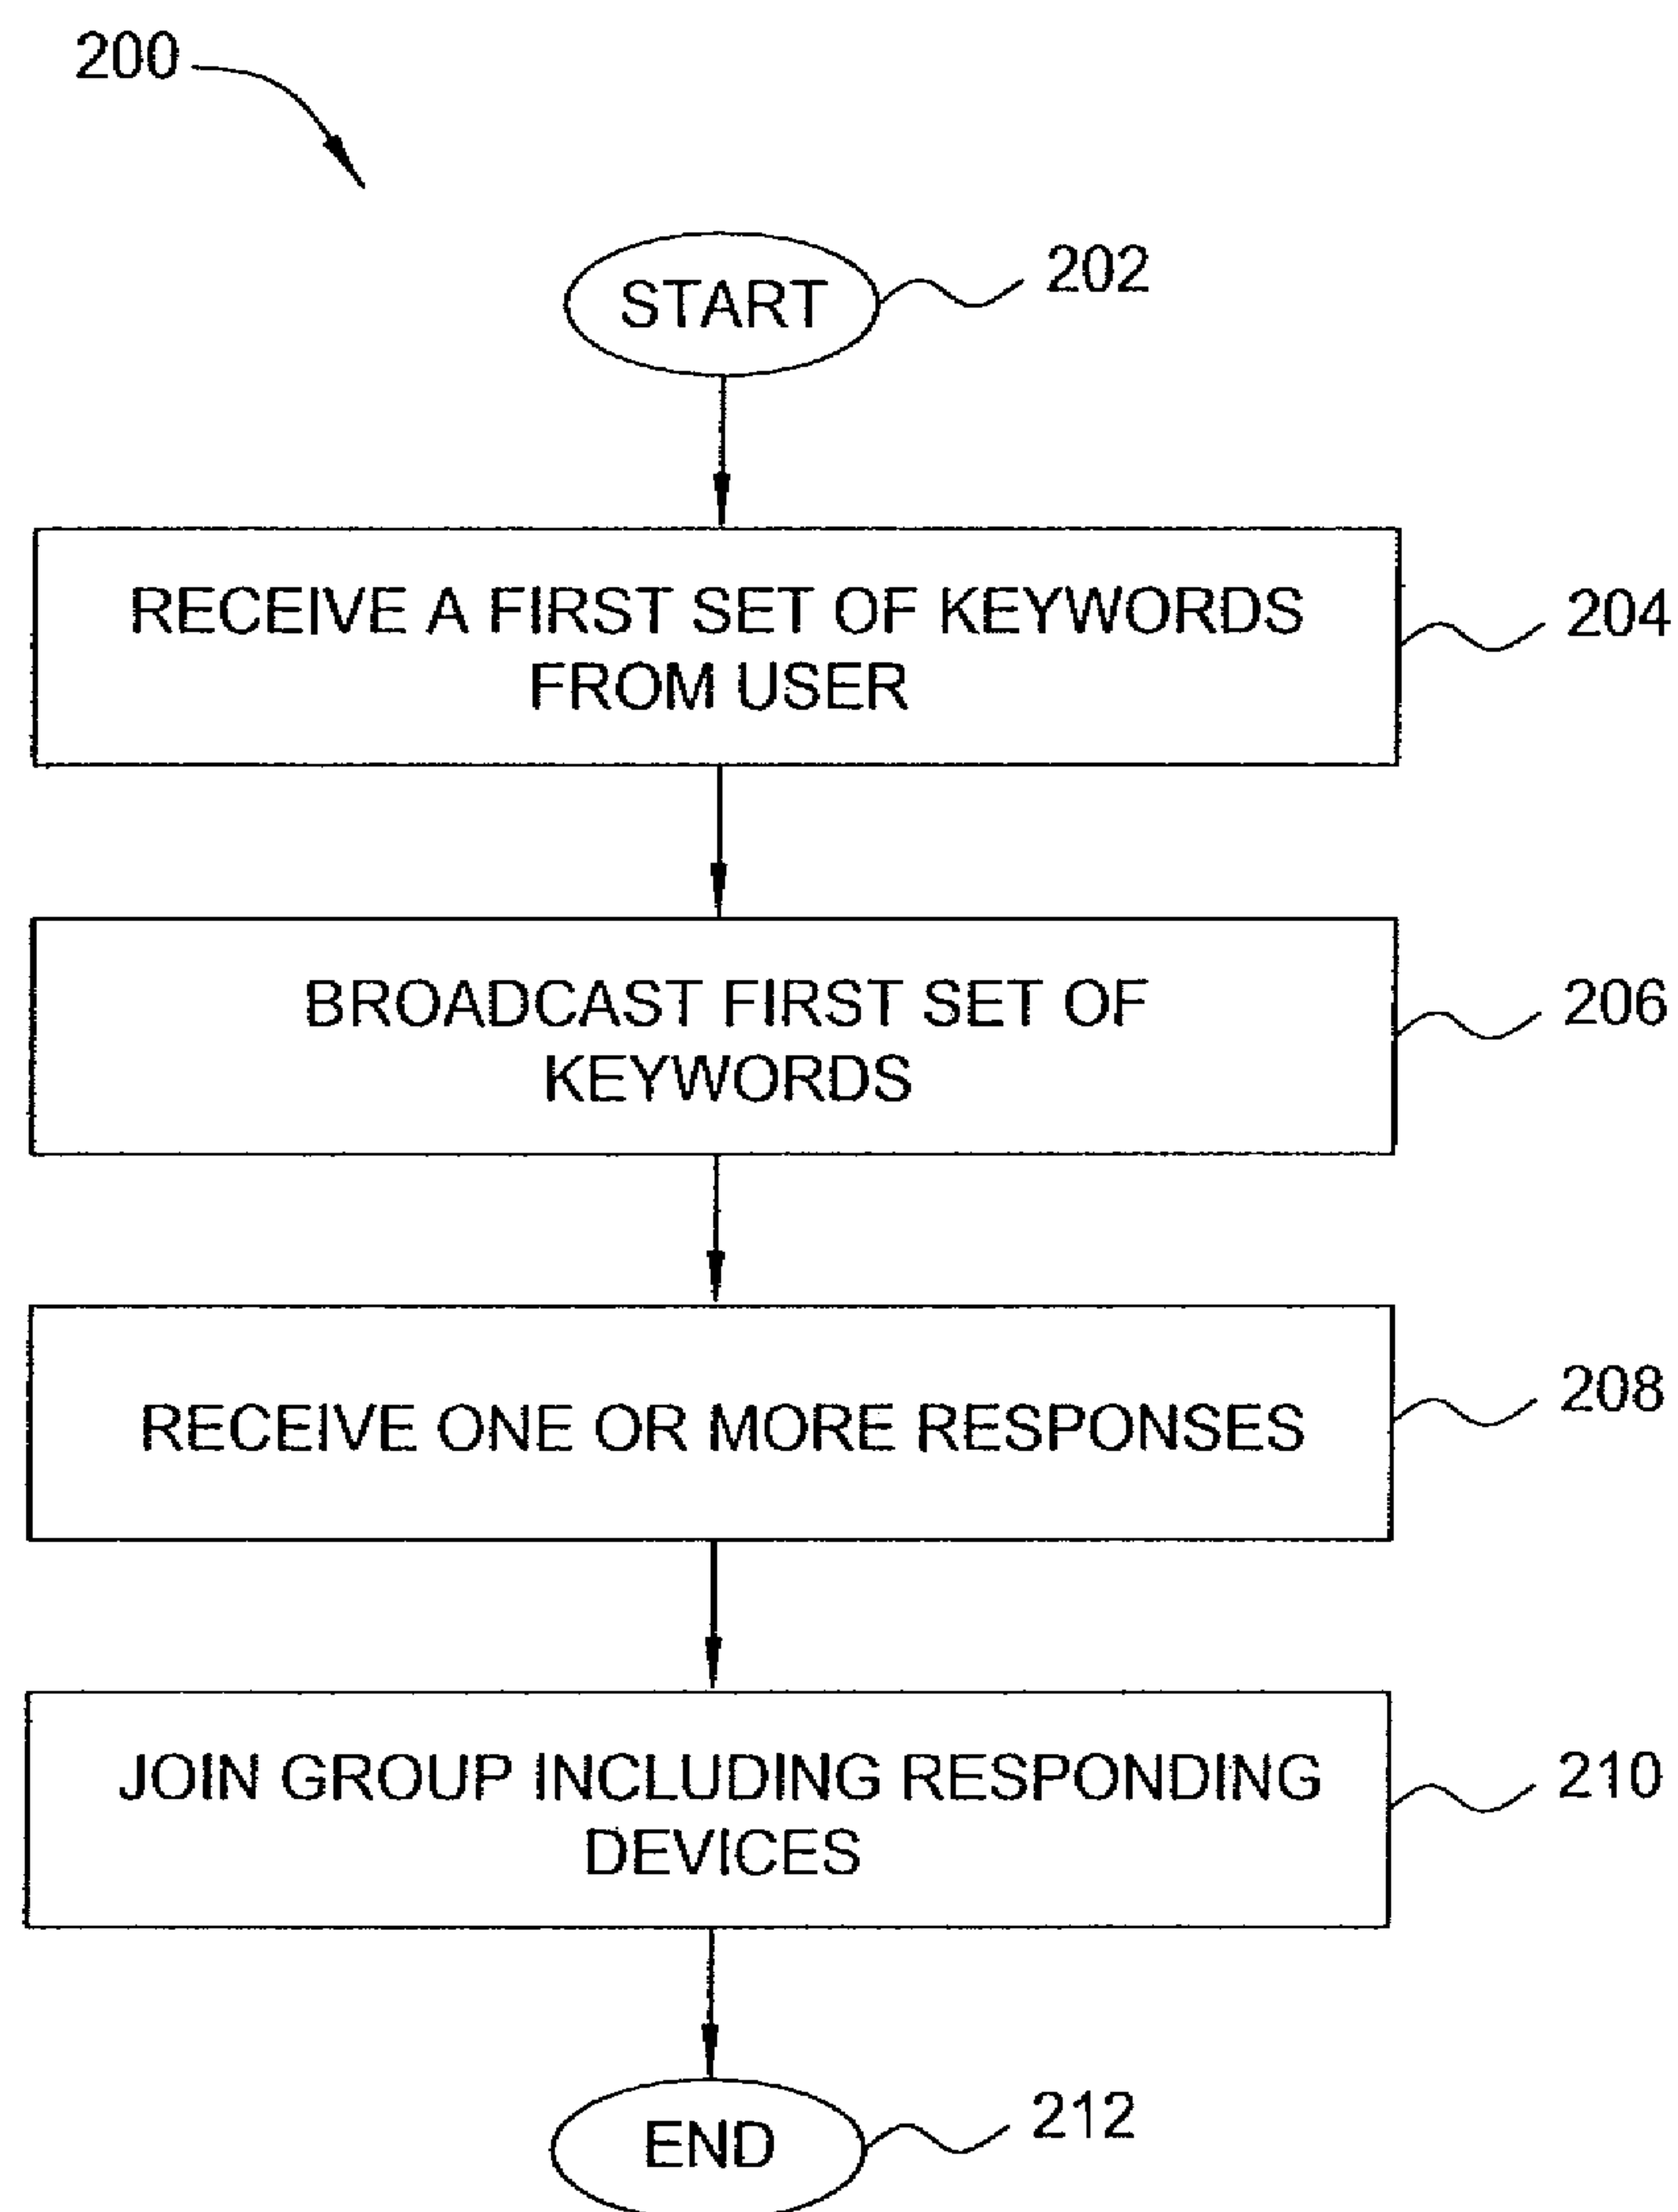 200
START
202
RECEIVE A FIRST SET OF KEYWORDS
FROM USER
204
BROADCAST FIRST SET OF
KEYWORDS
206
RECEIVE ONE OR MORE RESPONSES
208
JOIN GROUP INCLUDING RESPONDING
DEVICES
210
END
212